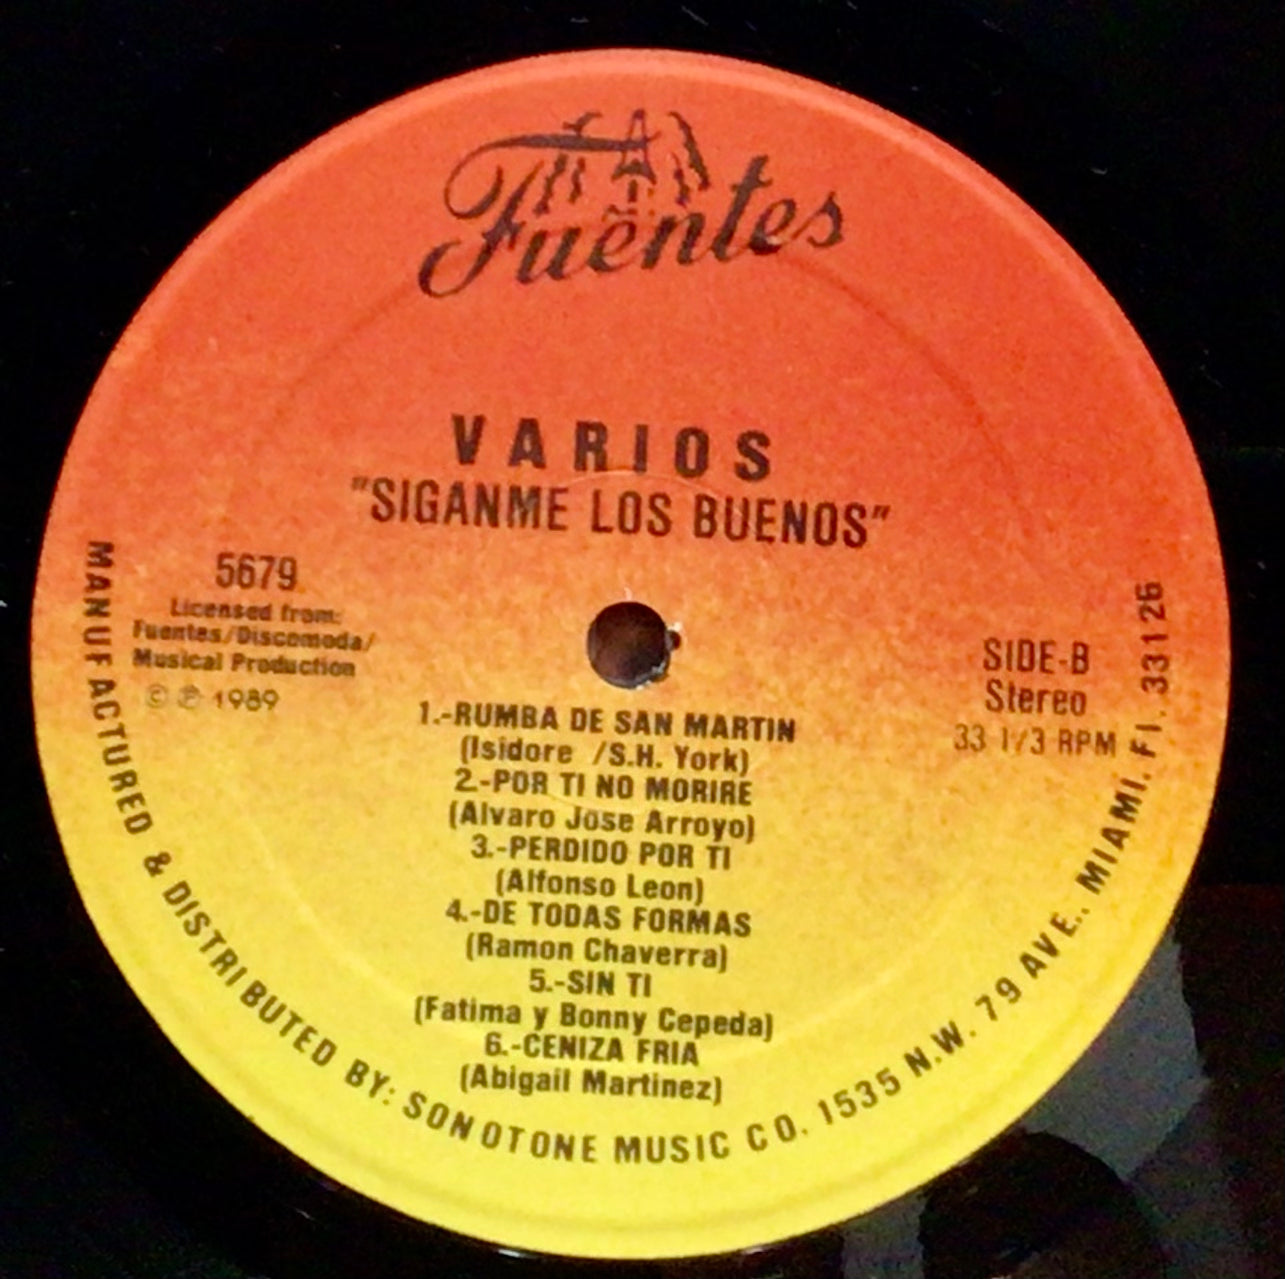 Fuentes
VARIOS
"SIGANME LOS BUENOS"
5679
Licensed from:
Fuentes/Discomoda/
Musical Production
© ℗ 1989
SIDE-B
Stereo
33 1/3 RPM
1.-RUMBA DE SAN MARTIN
(Isidore /S.H. York)
2.-POR TI NO MORIRE
(Alvaro Jose Arroyo)
3.-PERDIDO POR TI
(Alfonso Leon)
4.-DE TODAS FORMAS
(Ramon Chaverra)
5.-SIN TI
(Fatima y Bonny Cepeda)
6.-CENIZA FRIA
(Abigail Martinez)
MANUFACTURED & DISTRIBUTED BY: SONOTONE MUSIC CO. 1535 N.W. 79 AVE.. MIAMI. Fl. 33126